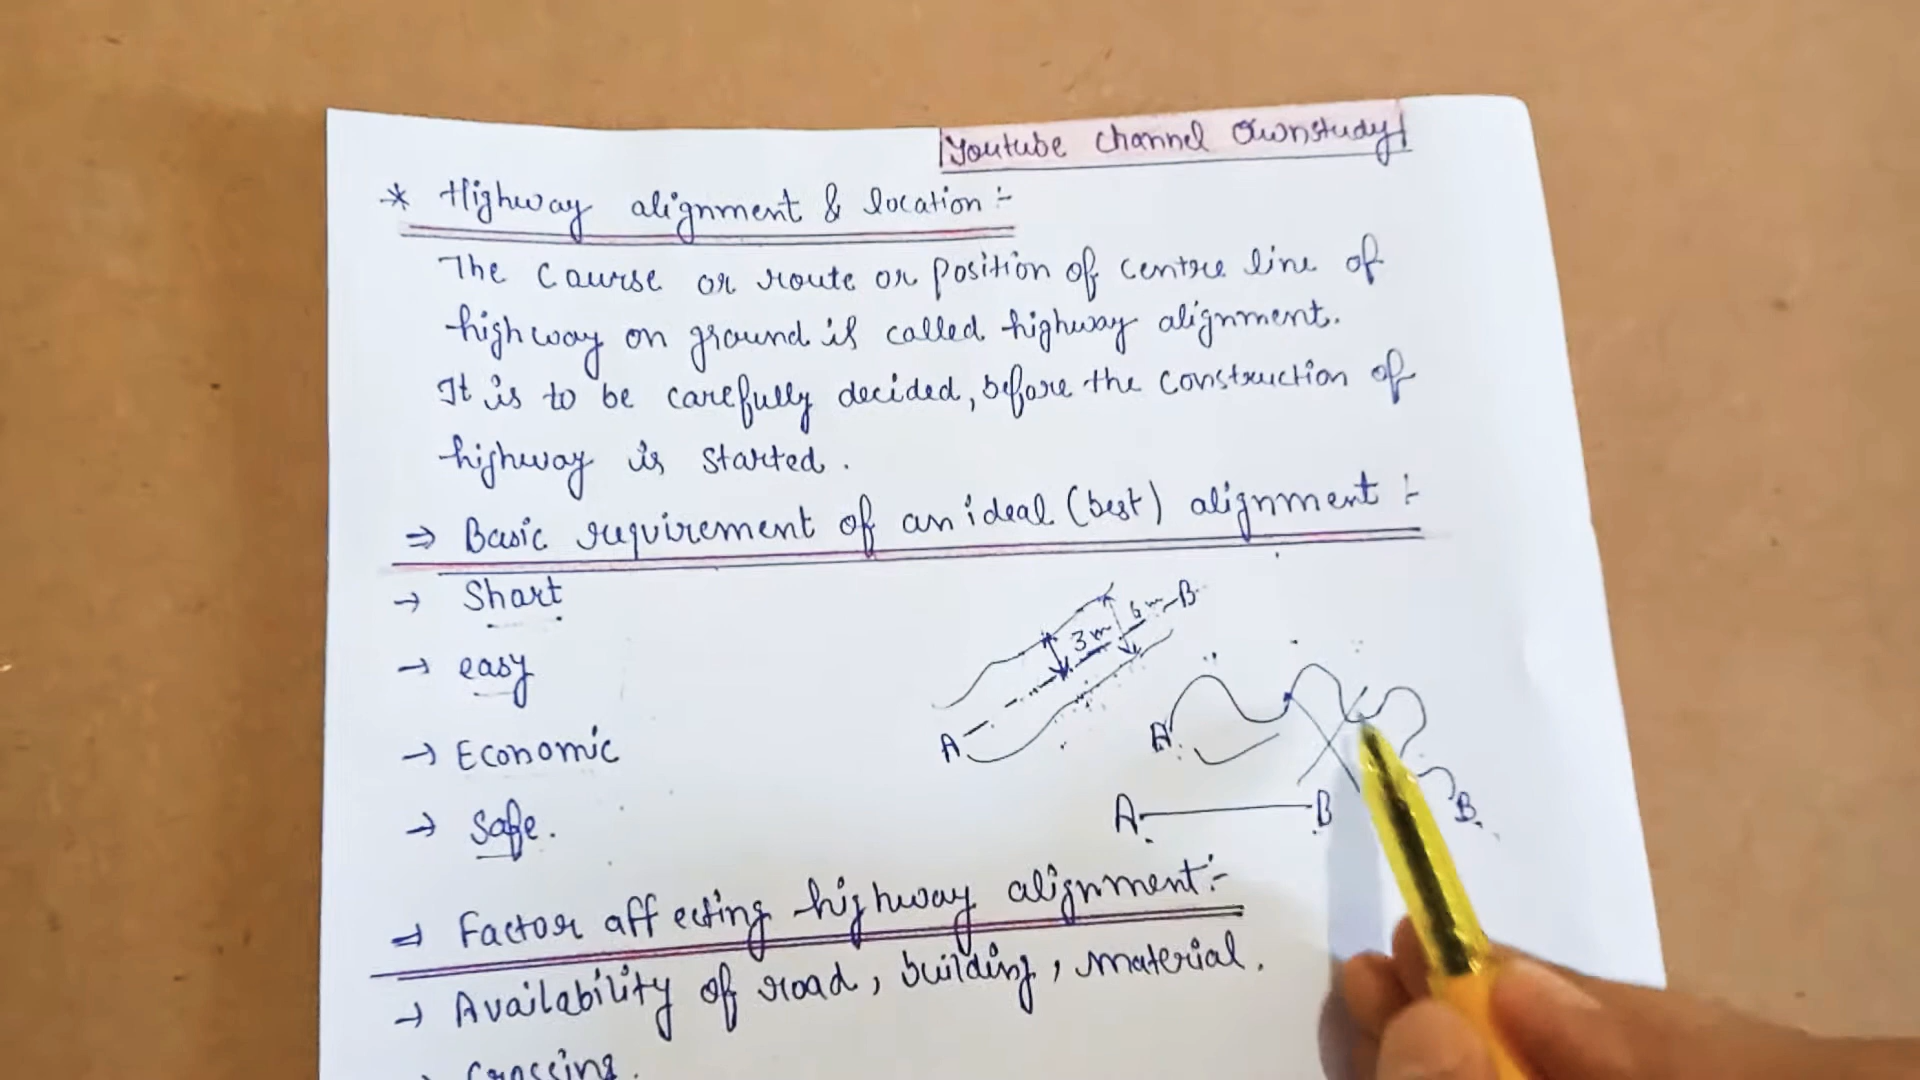 Youtube channel Ownstudy
* Highway alignment & location :-
The course or route or position of centre line of
highway on ground is called highway alignment.
It is to be carefully decided, before the construction of
highway is started.
⇒ Basic requirement of an ideal (best) alignment :-
→ Short
→ easy
→ Economic
→ Safe.
A 3m 6m B
A B
A B
⇒ Factor affecting highway alignment :-
→ Availability of road, building, material.
→ Crossing.